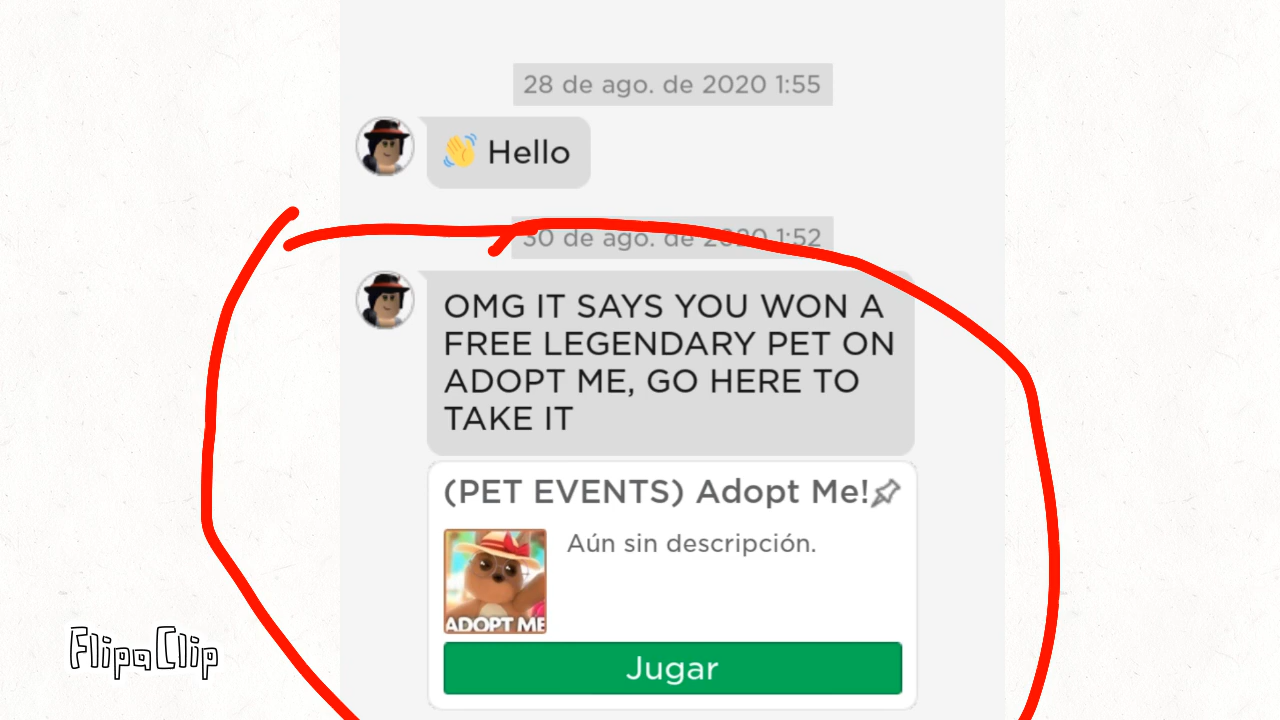 28 de ago. de 2020 1:55
👋 Hello
30 de ago. de 2020 1:52
OMG IT SAYS YOU WON A
FREE LEGENDARY PET ON
ADOPT ME, GO HERE TO
TAKE IT
(PET EVENTS) Adopt Me!
Aún sin descripción.
ADOPT ME
Jugar
FlipaClip